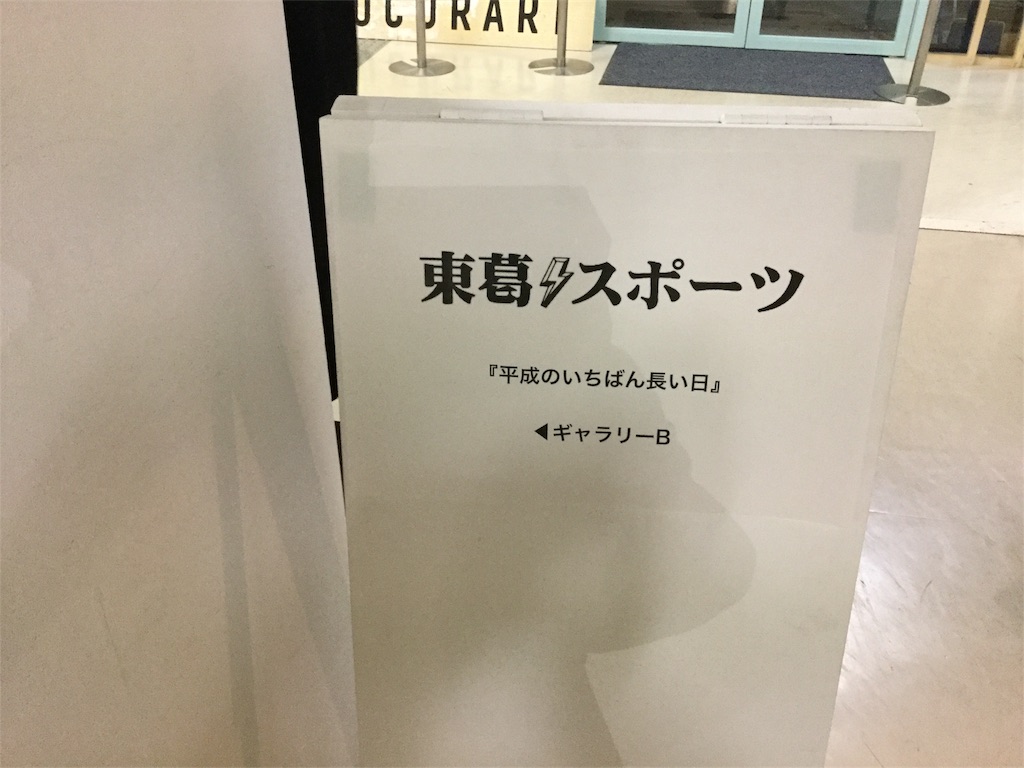 東葛スポーツ
『平成のいちばん長い日』
◀ギャラリーB